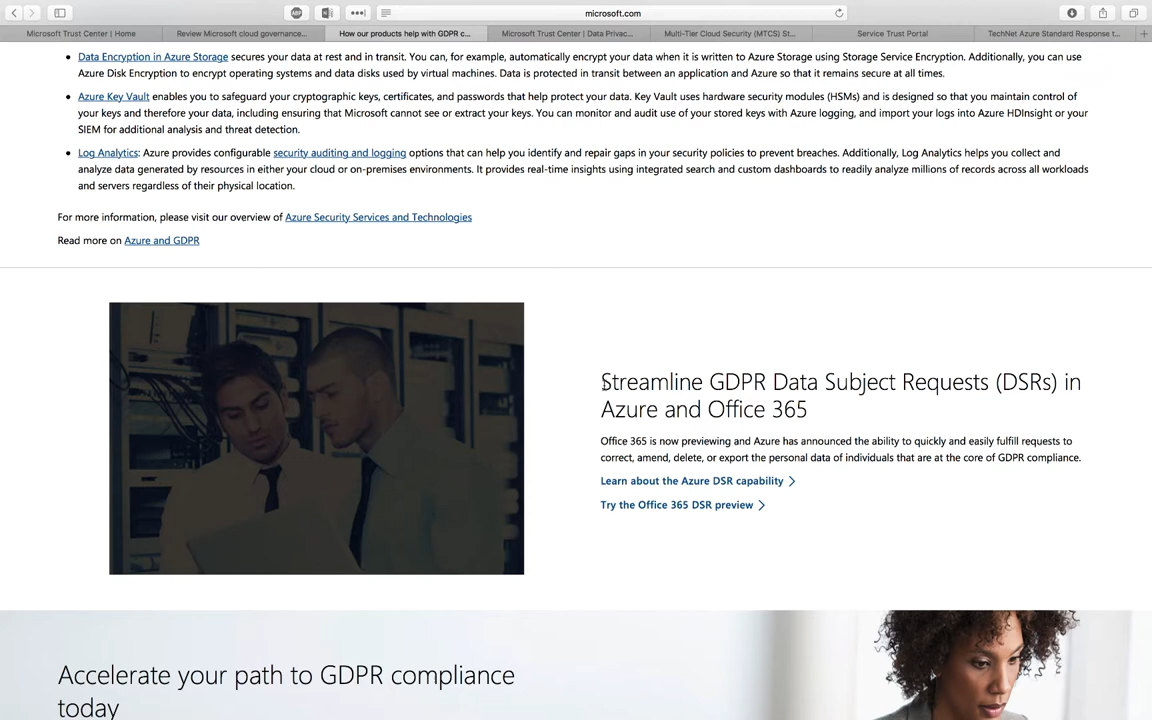 microsoft.com
ABP
Microsoft Trust Center | Home
Review Microsoft cloud governance...
How our products help with GDPR c...
Microsoft Trust Center | Data Privac...
Multi-Tier Cloud Security (MTCS) St...
Service Trust Portal
TechNet Azure Standard Response t...
• Data Encryption in Azure Storage secures your data at rest and in transit. You can, for example, automatically encrypt your data when it is written to Azure Storage using Storage Service Encryption. Additionally, you can use
Azure Disk Encryption to encrypt operating systems and data disks used by virtual machines. Data is protected in transit between an application and Azure so that it remains secure at all times.
• Azure Key Vault enables you to safeguard your cryptographic keys, certificates, and passwords that help protect your data. Key Vault uses hardware security modules (HSMs) and is designed so that you maintain control of
your keys and therefore your data, including ensuring that Microsoft cannot see or extract your keys. You can monitor and audit use of your stored keys with Azure logging, and import your logs into Azure HDInsight or your
SIEM for additional analysis and threat detection.
• Log Analytics: Azure provides configurable security auditing and logging options that can help you identify and repair gaps in your security policies to prevent breaches. Additionally, Log Analytics helps you collect and
analyze data generated by resources in either your cloud or on-premises environments. It provides real-time insights using integrated search and custom dashboards to readily analyze millions of records across all workloads
and servers regardless of their physical location.
For more information, please visit our overview of Azure Security Services and Technologies
Read more on Azure and GDPR
Streamline GDPR Data Subject Requests (DSRs) in
Azure and Office 365
Office 365 is now previewing and Azure has announced the ability to quickly and easily fulfill requests to
correct, amend, delete, or export the personal data of individuals that are at the core of GDPR compliance.
Learn about the Azure DSR capability
Try the Office 365 DSR preview
Accelerate your path to GDPR compliance
today